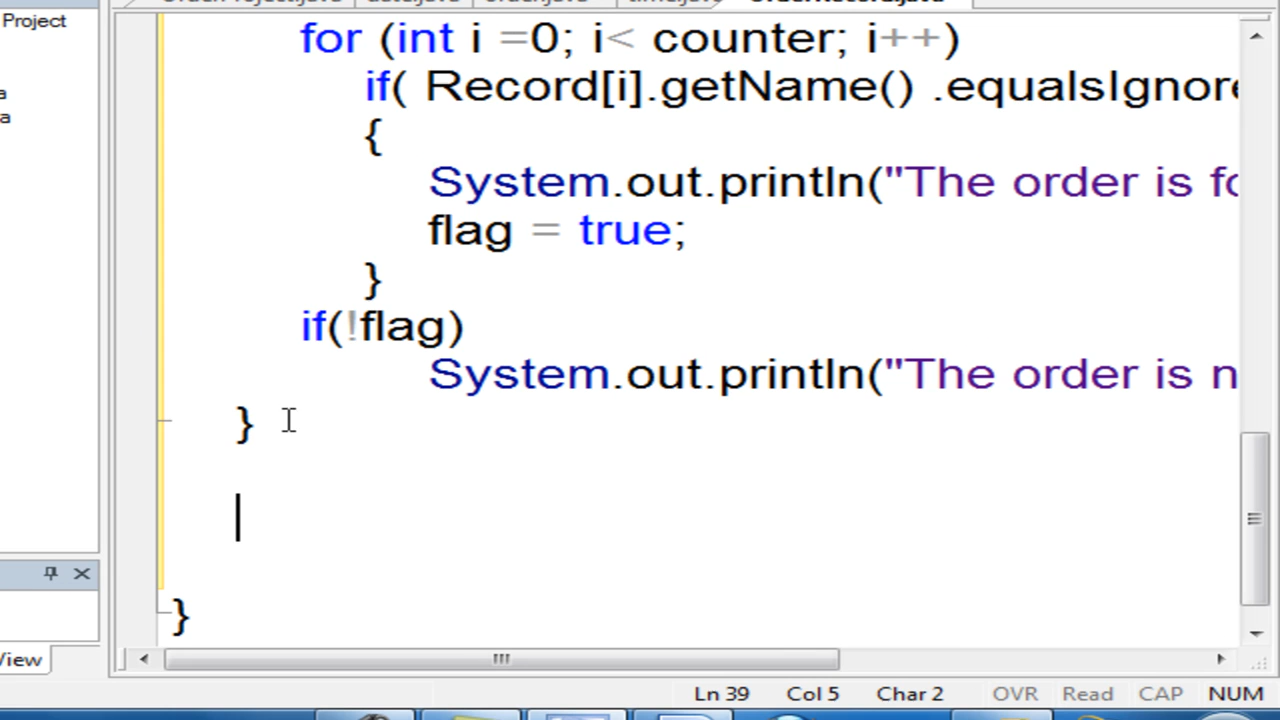 Project
for (int i =0; i< counter; i++)
if( Record[i].getName() .equalsIgnore
{
System.out.println("The order is fo
flag = true;
}
if(!flag)
System.out.println("The order is n
}
}
View
Ln 39 Col 5 Char 2 OVR Read CAP NUM